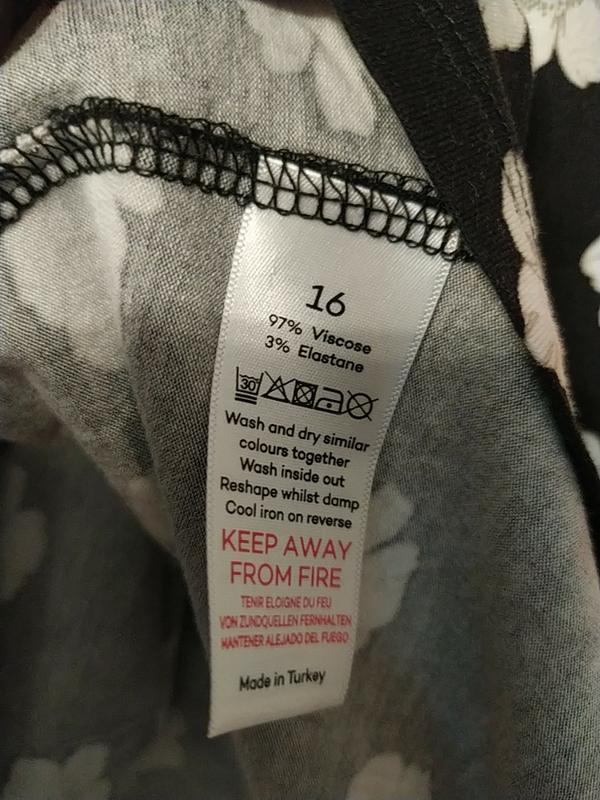 16
97% Viscose
3% Elastane
30
Wash and dry similar
colours together
Wash inside out
Reshape whilst damp
Cool iron on reverse
KEEP AWAY
FROM FIRE
TENIR ELOIGNE DU FEU
VON ZUNDQUELLEN FERNHALTEN
MANTENER ALEJADO DEL FUEGO
Made in Turkey